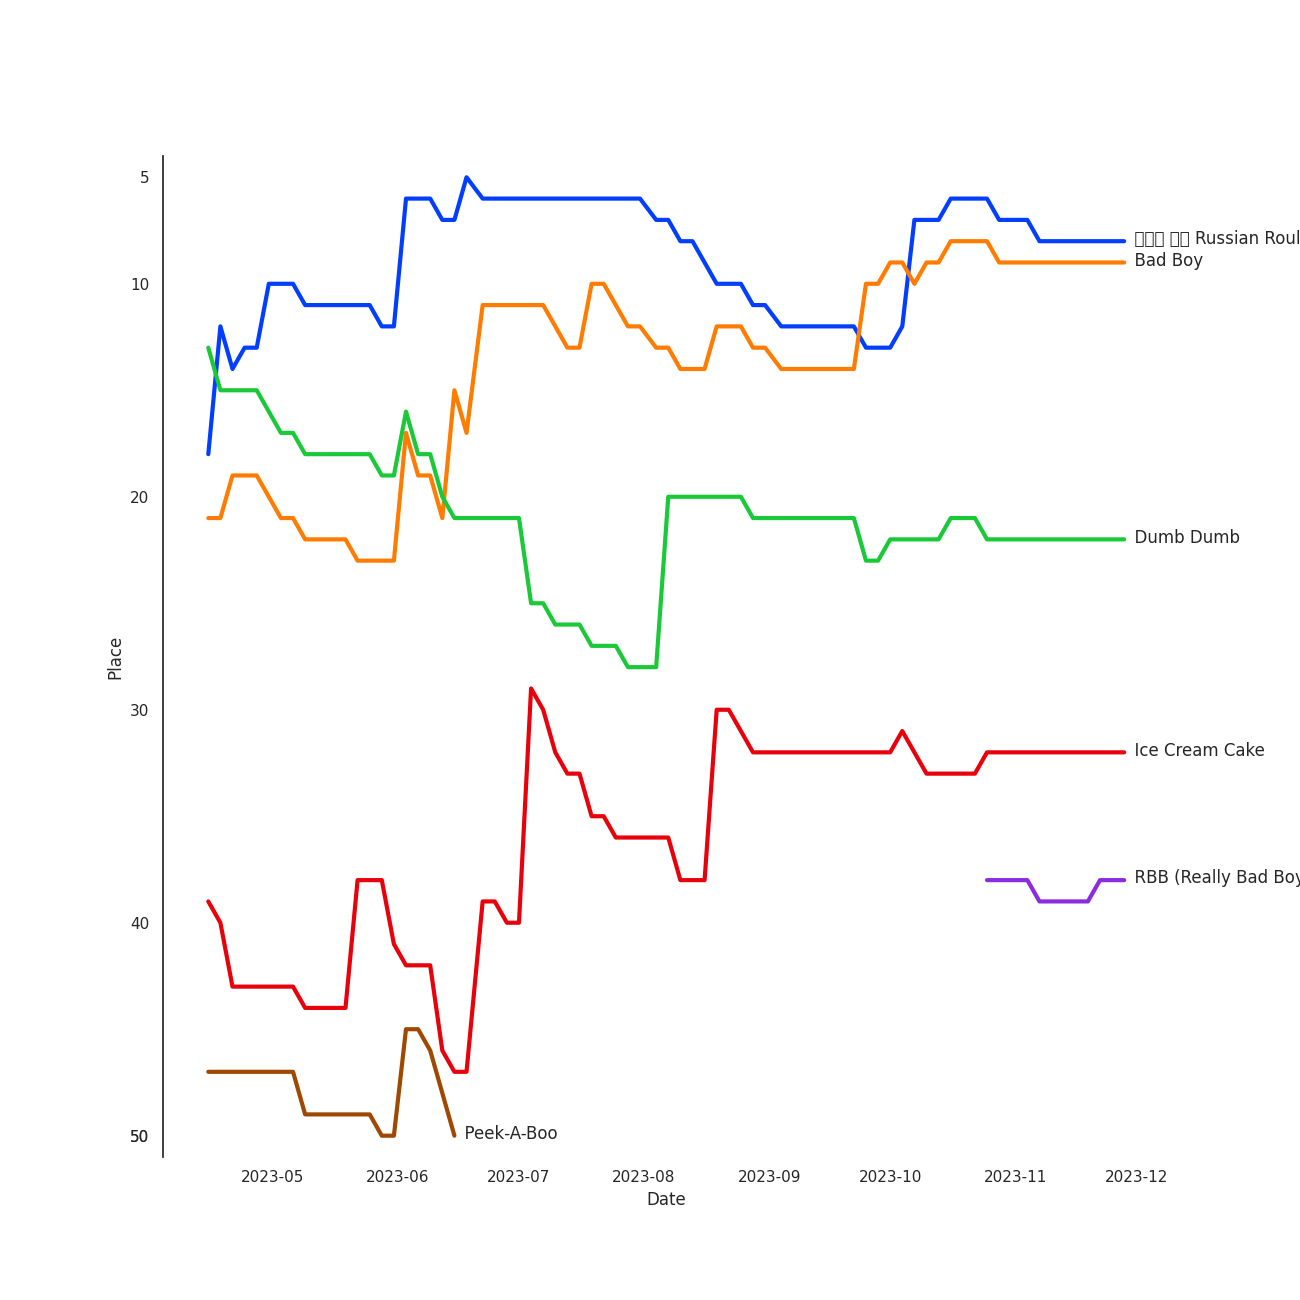 5
Russian Roul
Bad Boy
10
20
Dumb Dumb
Place
30
Ice Cream Cake
RBB (Really Bad Boy
40
50
Peek-A-Boo
2023-05 2023-06 2023-07 2023-08 2023-09 2023-10 2023-11 2023-12
Date